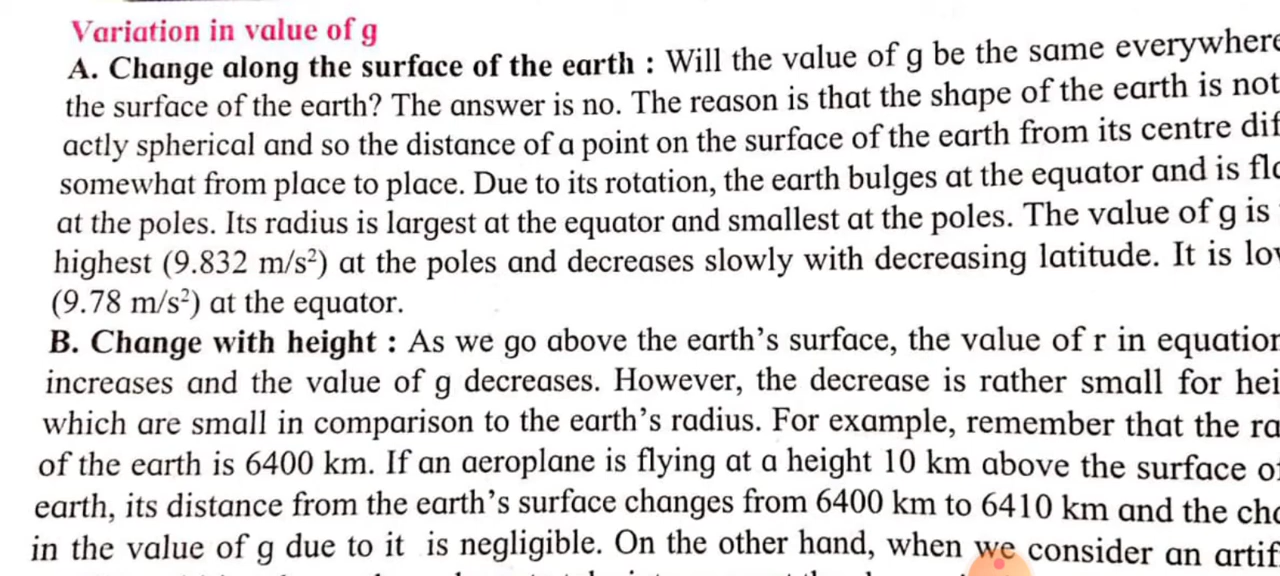 Variation in value of g
A. Change along the surface of the earth : Will the value of g be the same everywhere
the surface of the earth? The answer is no. The reason is that the shape of the earth is not
actly spherical and so the distance of a point on the surface of the earth from its centre dif
somewhat from place to place. Due to its rotation, the earth bulges at the equator and is fla
at the poles. Its radius is largest at the equator and smallest at the poles. The value of g is
highest (9.832 m/s²) at the poles and decreases slowly with decreasing latitude. It is low
(9.78 m/s²) at the equator.
B. Change with height : As we go above the earth's surface, the value of r in equation
increases and the value of g decreases. However, the decrease is rather small for hei
which are small in comparison to the earth's radius. For example, remember that the ra
of the earth is 6400 km. If an aeroplane is flying at a height 10 km above the surface of
earth, its distance from the earth's surface changes from 6400 km to 6410 km and the cha
in the value of g due to it is negligible. On the other hand, when we consider an artif